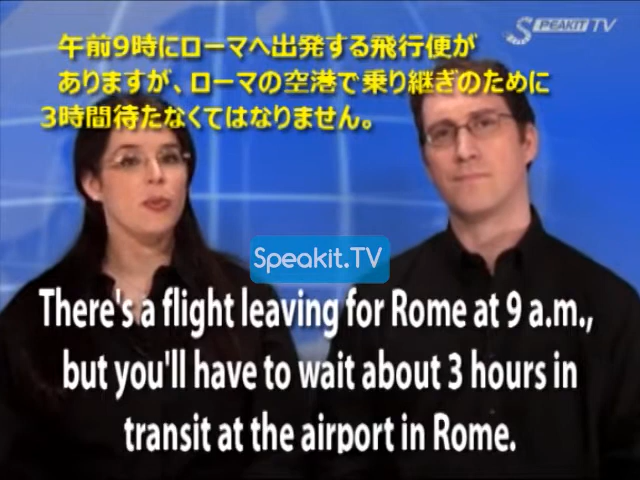 SPEAKIT TV
午前9時にローマへ出発する飛行便が
ありますが、ローマの空港で乗り継ぎのために
3時間待たなくてはなりません。
Speakit.TV
There's a flight leaving for Rome at 9 a.m.,
but you'll have to wait about 3 hours in
transit at the airport in Rome.